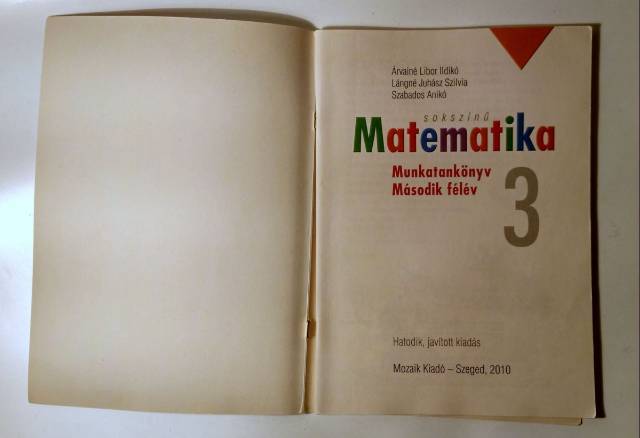 Árvainé Libor Ildikó
Lángné Juhász Szilvia
Szabados Anikó
sokszínű
Matematika
Munkatankönyv
Második félév
3
Hatodik, javított kiadás
Mozaik Kiadó – Szeged, 2010